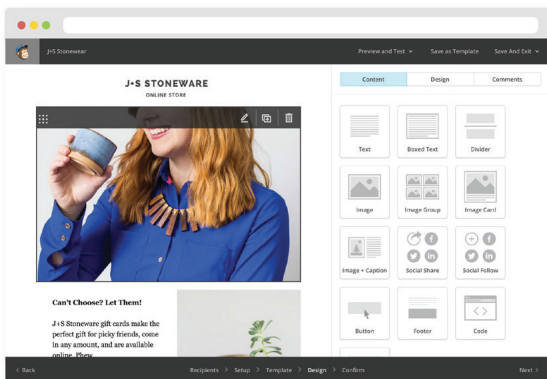 J+S Stonewear
Preview and Test
Save as Template
Save And Exit
J+S STONEWARE
ONLINE STORE
Can't Choose? Let Them!
J+S Stoneware gift cards make the
perfect gift for picky friends, come
in any amount, and are available
online. Phew.
Content
Design
Comments
Text
Boxed Text
Divider
Image
Image Group
Image Card
Image + Caption
Social Share
Social Follow
Button
Footer
Code
< Back
Recipients > Setup > Template > Design > Confirm
Next >